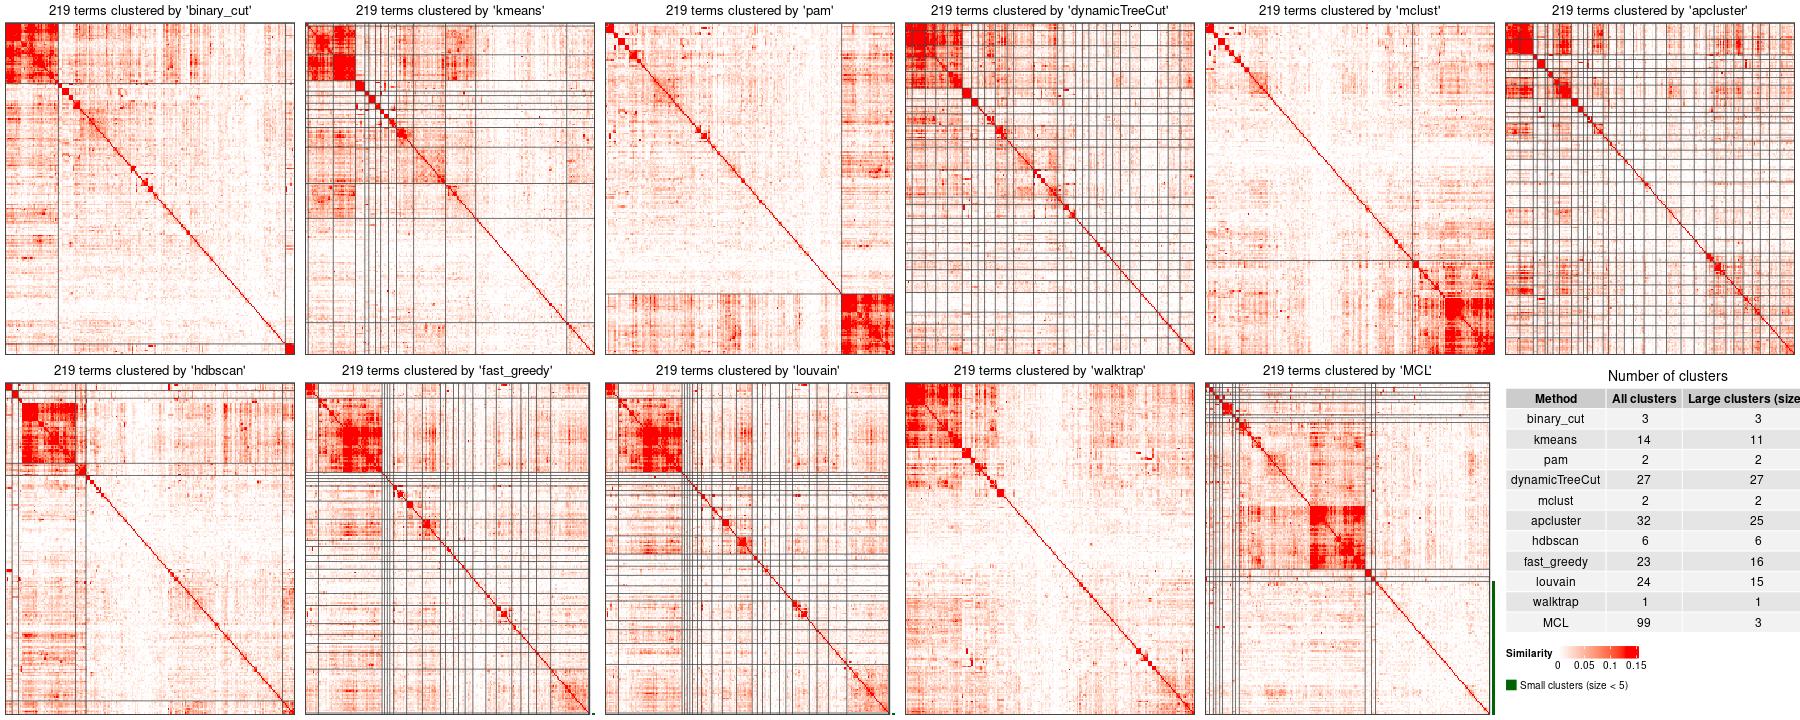 219 terms clustered by 'binary_cut'
219 terms clustered by 'kmeans'
219 terms clustered by 'pam'
219 terms clustered by 'dynamicTreeCut'
219 terms clustered by 'mclust'
219 terms clustered by 'apcluster'
219 terms clustered by 'hdbscan'
219 terms clustered by 'fast_greedy'
219 terms clustered by 'louvain'
219 terms clustered by 'walktrap'
219 terms clustered by 'MCL'
Number of clusters
Method All clusters Large clusters (size
binary_cut 3 3
kmeans 14 11
pam 2 2
dynamicTreeCut 27 27
mclust 2 2
apcluster 32 25
hdbscan 6 6
fast_greedy 23 16
louvain 24 15
walktrap 1 1
MCL 99 3
Similarity
0 0.05 0.1 0.15
Small clusters (size < 5)